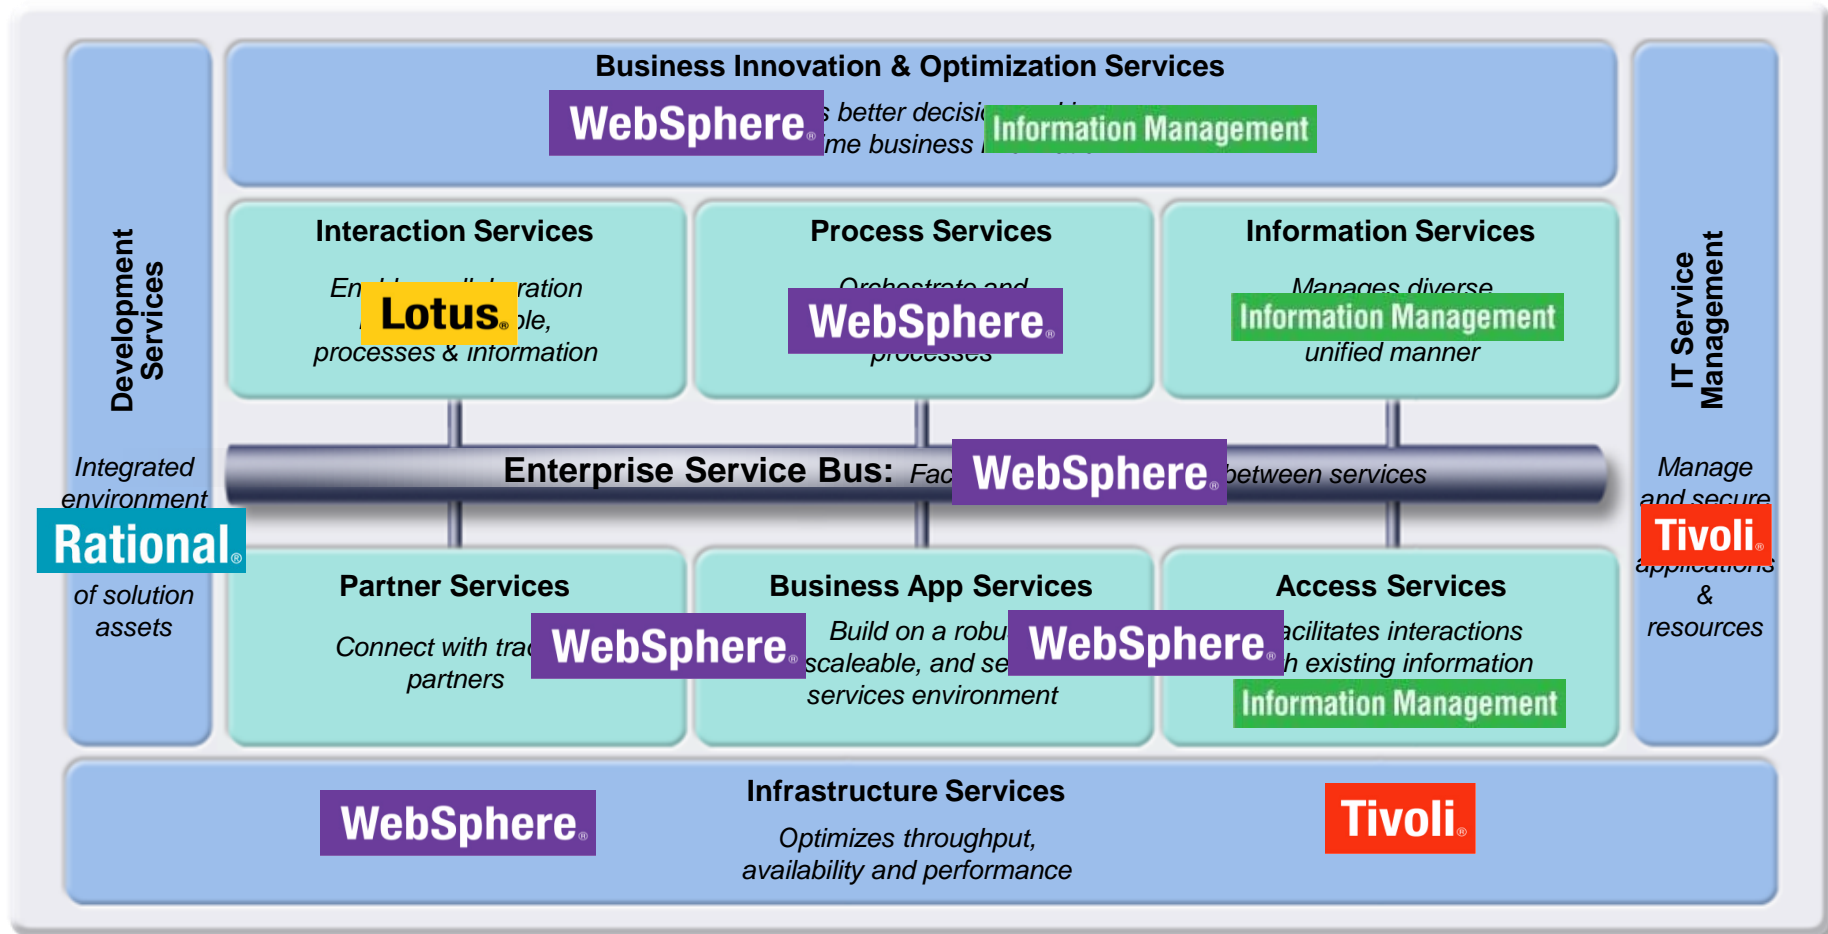 Business Innovation & Optimization Services
WebSphere® better decisi Information Management
me business
Development
Services
Integrated
environment
Rational®
of solution
assets
Interaction Services
ration
Lotus®
processes & information
Process Services
Orchestrate and
WebSphere®
processes
Information Services
Manages diverse
Information Management
unified manner
IT Service
Management
Manage
and secure
Tivoli®
applications
&
resources
Enterprise Service Bus: Fac WebSphere® between services
Partner Services
Connect with
partners
WebSphere®
Business App Services
Build on a robu
scaleable, and se
services environment
WebSphere®
Access Services
acilitates interactions
h existing information
Information Management
Infrastructure Services
WebSphere®
Optimizes throughput,
availability and performance
Tivoli®